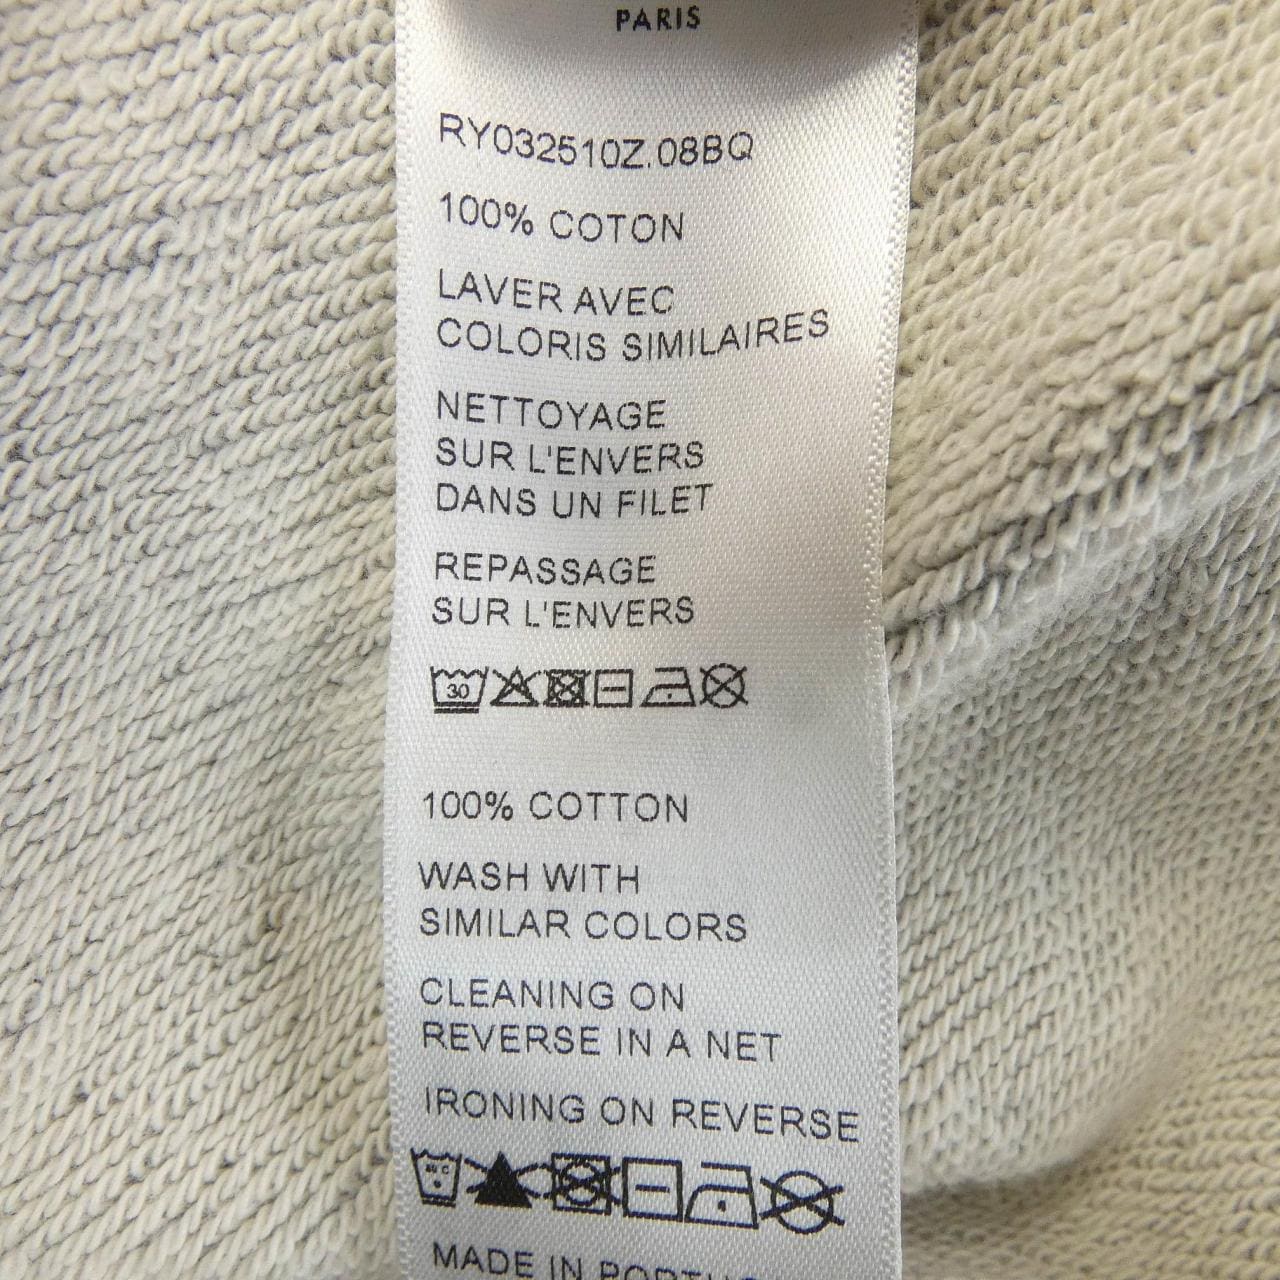 PARIS
RY032510Z.08BQ
100% COTON
LAVER AVEC
COLORIS SIMILAIRES
NETTOYAGE
SUR L'ENVERS
DANS UN FILET
REPASSAGE
SUR L'ENVERS
30
100% COTTON
WASH WITH
SIMILAR COLORS
CLEANING ON
REVERSE IN A NET
IRONING ON REVERSE
MADE IN